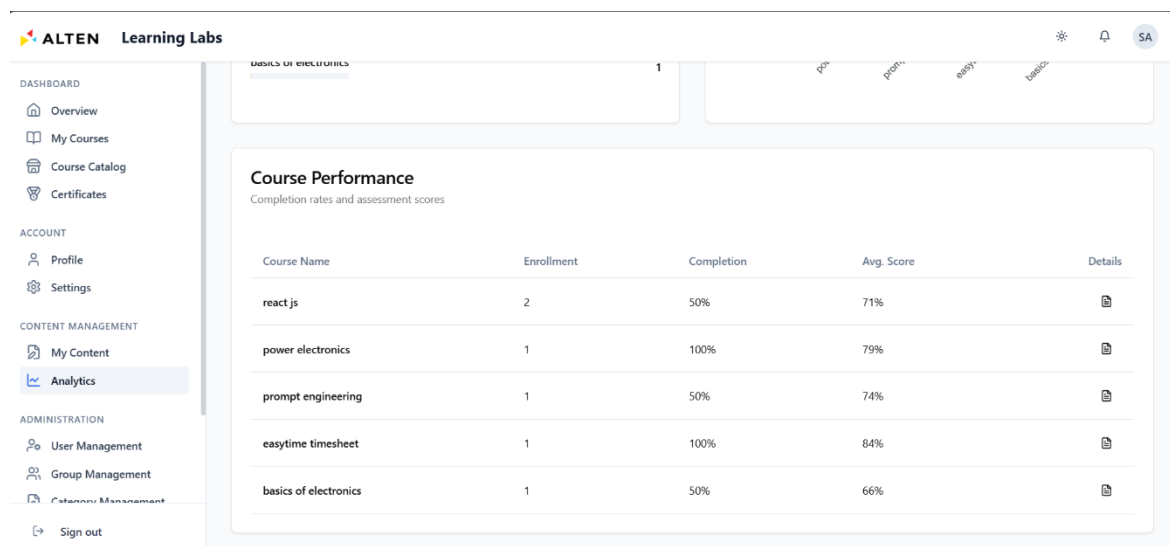 ALTEN Learning Labs SA
DASHBOARD
Overview
My Courses
Course Catalog
Certificates
ACCOUNT
Profile
Settings
CONTENT MANAGEMENT
My Content
Analytics
ADMINISTRATION
User Management
Group Management
Category Management
Sign out
basics of electronics 1
Course Performance
Completion rates and assessment scores
Course Name Enrollment Completion Avg. Score Details
react js 2 50% 71%
power electronics 1 100% 79%
prompt engineering 1 50% 74%
easytime timesheet 1 100% 84%
basics of electronics 1 50% 66%